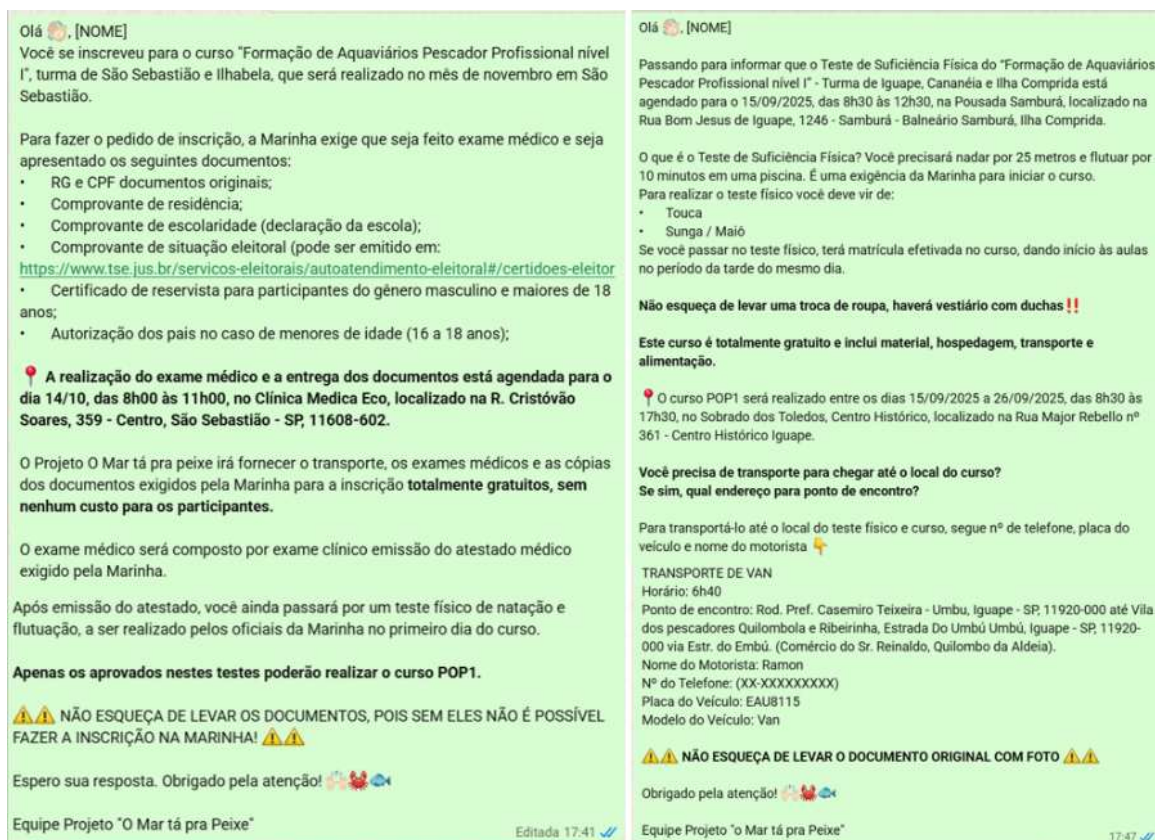 Olá 👋🏻, [NOME]
Você se inscreveu para o curso "Formação de Aquaviários Pescador Profissional nível
I", turma de São Sebastião e Ilhabela, que será realizado no mês de novembro em São
Sebastião.
Para fazer o pedido de inscrição, a Marinha exige que seja feito exame médico e seja
apresentado os seguintes documentos:
• RG e CPF documentos originais;
• Comprovante de residência;
• Comprovante de escolaridade (declaração da escola);
• Comprovante de situação eleitoral (pode ser emitido em:
https://www.tse.jus.br/servicos-eleitorais/autoatendimento-eleitoral#/certidoes-eleitor
• Certificado de reservista para participantes do gênero masculino e maiores de 18
anos;
• Autorização dos pais no caso de menores de idade (16 a 18 anos);
📍 A realização do exame médico e a entrega dos documentos está agendada para o
dia 14/10, das 8h00 às 11h00, no Clínica Medica Eco, localizado na R. Cristóvão
Soares, 359 - Centro, São Sebastião - SP, 11608-602.
O Projeto O Mar tá pra peixe irá fornecer o transporte, os exames médicos e as cópias
dos documentos exigidos pela Marinha para a inscrição totalmente gratuitos, sem
nenhum custo para os participantes.
O exame médico será composto por exame clínico emissão do atestado médico
exigido pela Marinha.
Após emissão do atestado, você ainda passará por um teste físico de natação e
flutuação, a ser realizado pelos oficiais da Marinha no primeiro dia do curso.
Apenas os aprovados nestes testes poderão realizar o curso POP1.
⚠️⚠️ NÃO ESQUEÇA DE LEVAR OS DOCUMENTOS, POIS SEM ELES NÃO É POSSÍVEL
FAZER A INSCRIÇÃO NA MARINHA! ⚠️⚠️
Espero sua resposta. Obrigado pela atenção! 🙌🏻🦀🐟
Equipe Projeto "O Mar tá pra Peixe"
Editada 17:41
Olá 👋🏻, [NOME]
Passando para informar que o Teste de Suficiência Física do "Formação de Aquaviários
Pescador Profissional nível I" - Turma de Iguape, Cananéia e Ilha Comprida está
agendado para o 15/09/2025, das 8h30 às 12h30, na Pousada Samburá, localizado na
Rua Bom Jesus de Iguape, 1246 - Samburá - Balneário Samburá, Ilha Comprida.
O que é o Teste de Suficiência Física? Você precisará nadar por 25 metros e flutuar por
10 minutos em uma piscina. É uma exigência da Marinha para iniciar o curso.
Para realizar o teste físico você deve vir de:
• Touca
• Sunga / Maiô
Se você passar no teste físico, terá matrícula efetivada no curso, dando início às aulas
no período da tarde do mesmo dia.
Não esqueça de levar uma troca de roupa, haverá vestiário com duchas‼️
Este curso é totalmente gratuito e inclui material, hospedagem, transporte e
alimentação.
📍O curso POP1 será realizado entre os dias 15/09/2025 a 26/09/2025, das 8h30 às
17h30, no Sobrado dos Toledos, Centro Histórico, localizado na Rua Major Rebello nº
361 - Centro Histórico Iguape.
Você precisa de transporte para chegar até o local do curso?
Se sim, qual endereço para ponto de encontro?
Para transportá-lo até o local do teste físico e curso, segue nº de telefone, placa do
veículo e nome do motorista 👇
TRANSPORTE DE VAN
Horário: 6h40
Ponto de encontro: Rod. Pref. Casemiro Teixeira - Umbu, Iguape - SP, 11920-000 até Vila
dos pescadores Quilombola e Ribeirinha, Estrada Do Umbú Umbú, Iguape - SP, 11920-
000 via Estr. do Embú. (Comércio do Sr. Reinaldo, Quilombo da Aldeia).
Nome do Motorista: Ramon
Nº do Telefone: (XX-XXXXXXXXX)
Placa do Veículo: EAU8115
Modelo do Veículo: Van
⚠️⚠️ NÃO ESQUEÇA DE LEVAR O DOCUMENTO ORIGINAL COM FOTO ⚠️⚠️
Obrigado pela atenção! 🙌🏻🦀🐟
Equipe Projeto "o Mar tá pra Peixe"
17:47